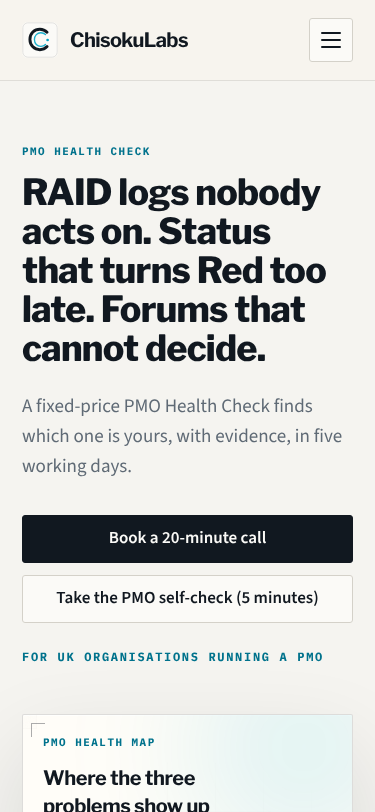 ChisokuLabs
PMO HEALTH CHECK
RAID logs nobody
acts on. Status
that turns Red too
late. Forums that
cannot decide.
A fixed-price PMO Health Check finds
which one is yours, with evidence, in five
working days.
Book a 20-minute call
Take the PMO self-check (5 minutes)
FOR UK ORGANISATIONS RUNNING A PMO
PMO HEALTH MAP
Where the three
problems show up